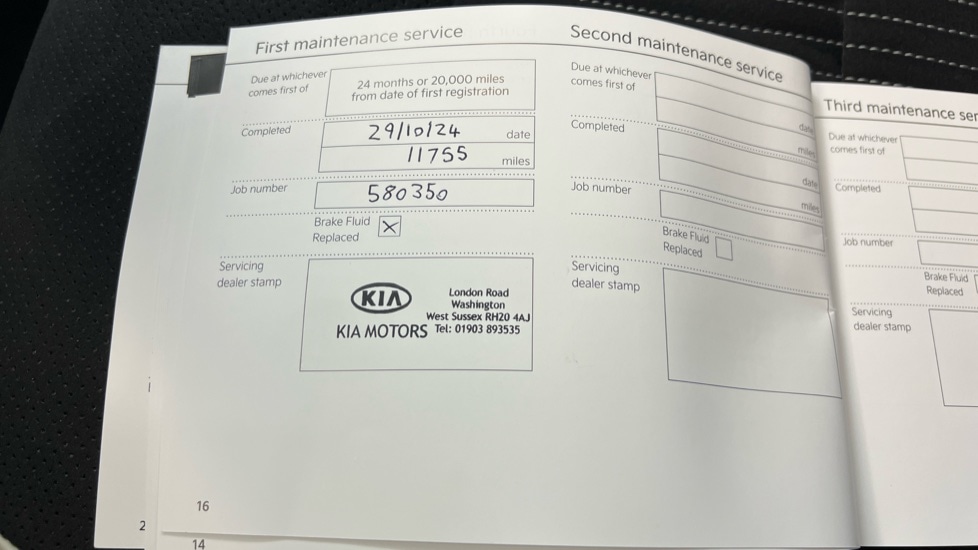 First maintenance service
Due at whichever
comes first of
24 months or 20,000 miles
from date of first registration
Completed
29/10/24 date
11755 miles
Job number
580350
Brake Fluid
Replaced
Servicing
dealer stamp
KIA
KIA MOTORS
London Road
Washington
West Sussex RH20 4AJ
Tel: 01903 893535
16
14
2
Second maintenance service
Due at whichever
comes first of
date
miles
Completed
date
miles
Job number
Brake Fluid
Replaced
Servicing
dealer stamp
Third maintenance ser
Due at whichever
comes first of
Completed
Job number
Brake Fluid
Replaced
Servicing
dealer stamp